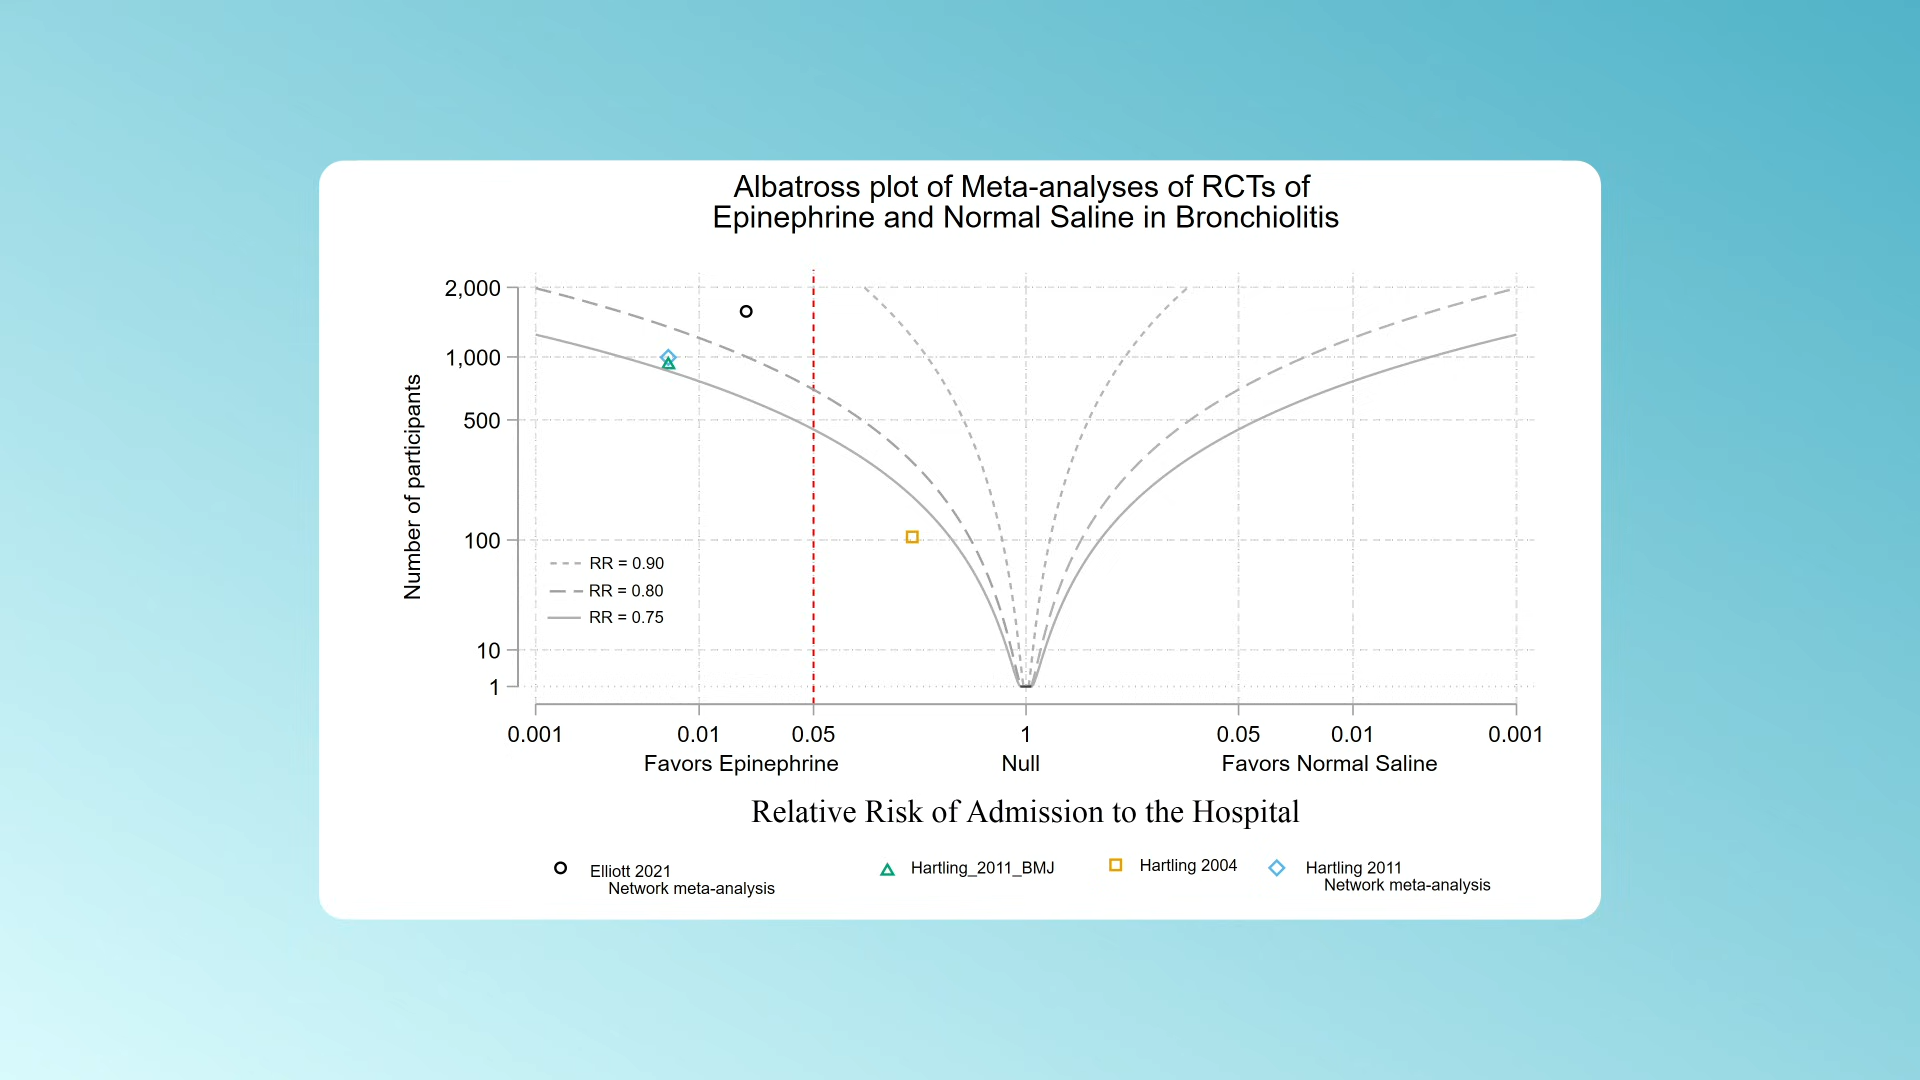 Albatross plot of Meta-analyses of RCTs of
Epinephrine and Normal Saline in Bronchiolitis
Number of participants
2,000
1,000
500
100
10
1
RR = 0.90
RR = 0.80
RR = 0.75
0.001 0.01 0.05 1 0.05 0.01 0.001
Favors Epinephrine Null Favors Normal Saline
Relative Risk of Admission to the Hospital
Elliott 2021
Network meta-analysis
Hartling_2011_BMJ
Hartling 2004
Hartling 2011
Network meta-analysis